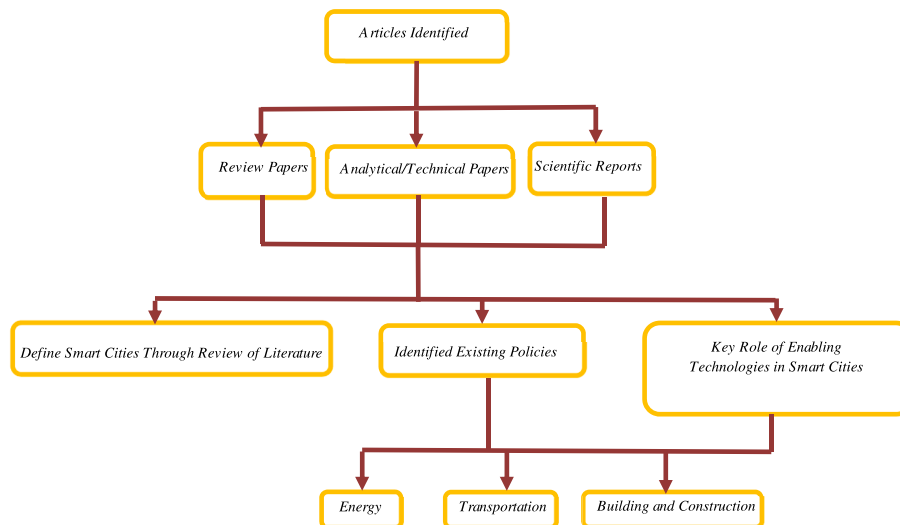 Articles Identified
Review Papers
Analytical/Technical Papers
Scientific Reports
Define Smart Cities Through Review of Literature
Identified Existing Policies
Key Role of Enabling
Technologies in Smart Cities
Energy
Transportation
Building and Construction